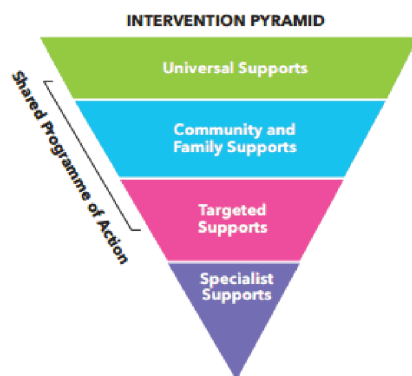 INTERVENTION PYRAMID
Universal Supports
Shared Programme of Action
Community and
Family Supports
Targeted
Supports
Specialist
Supports